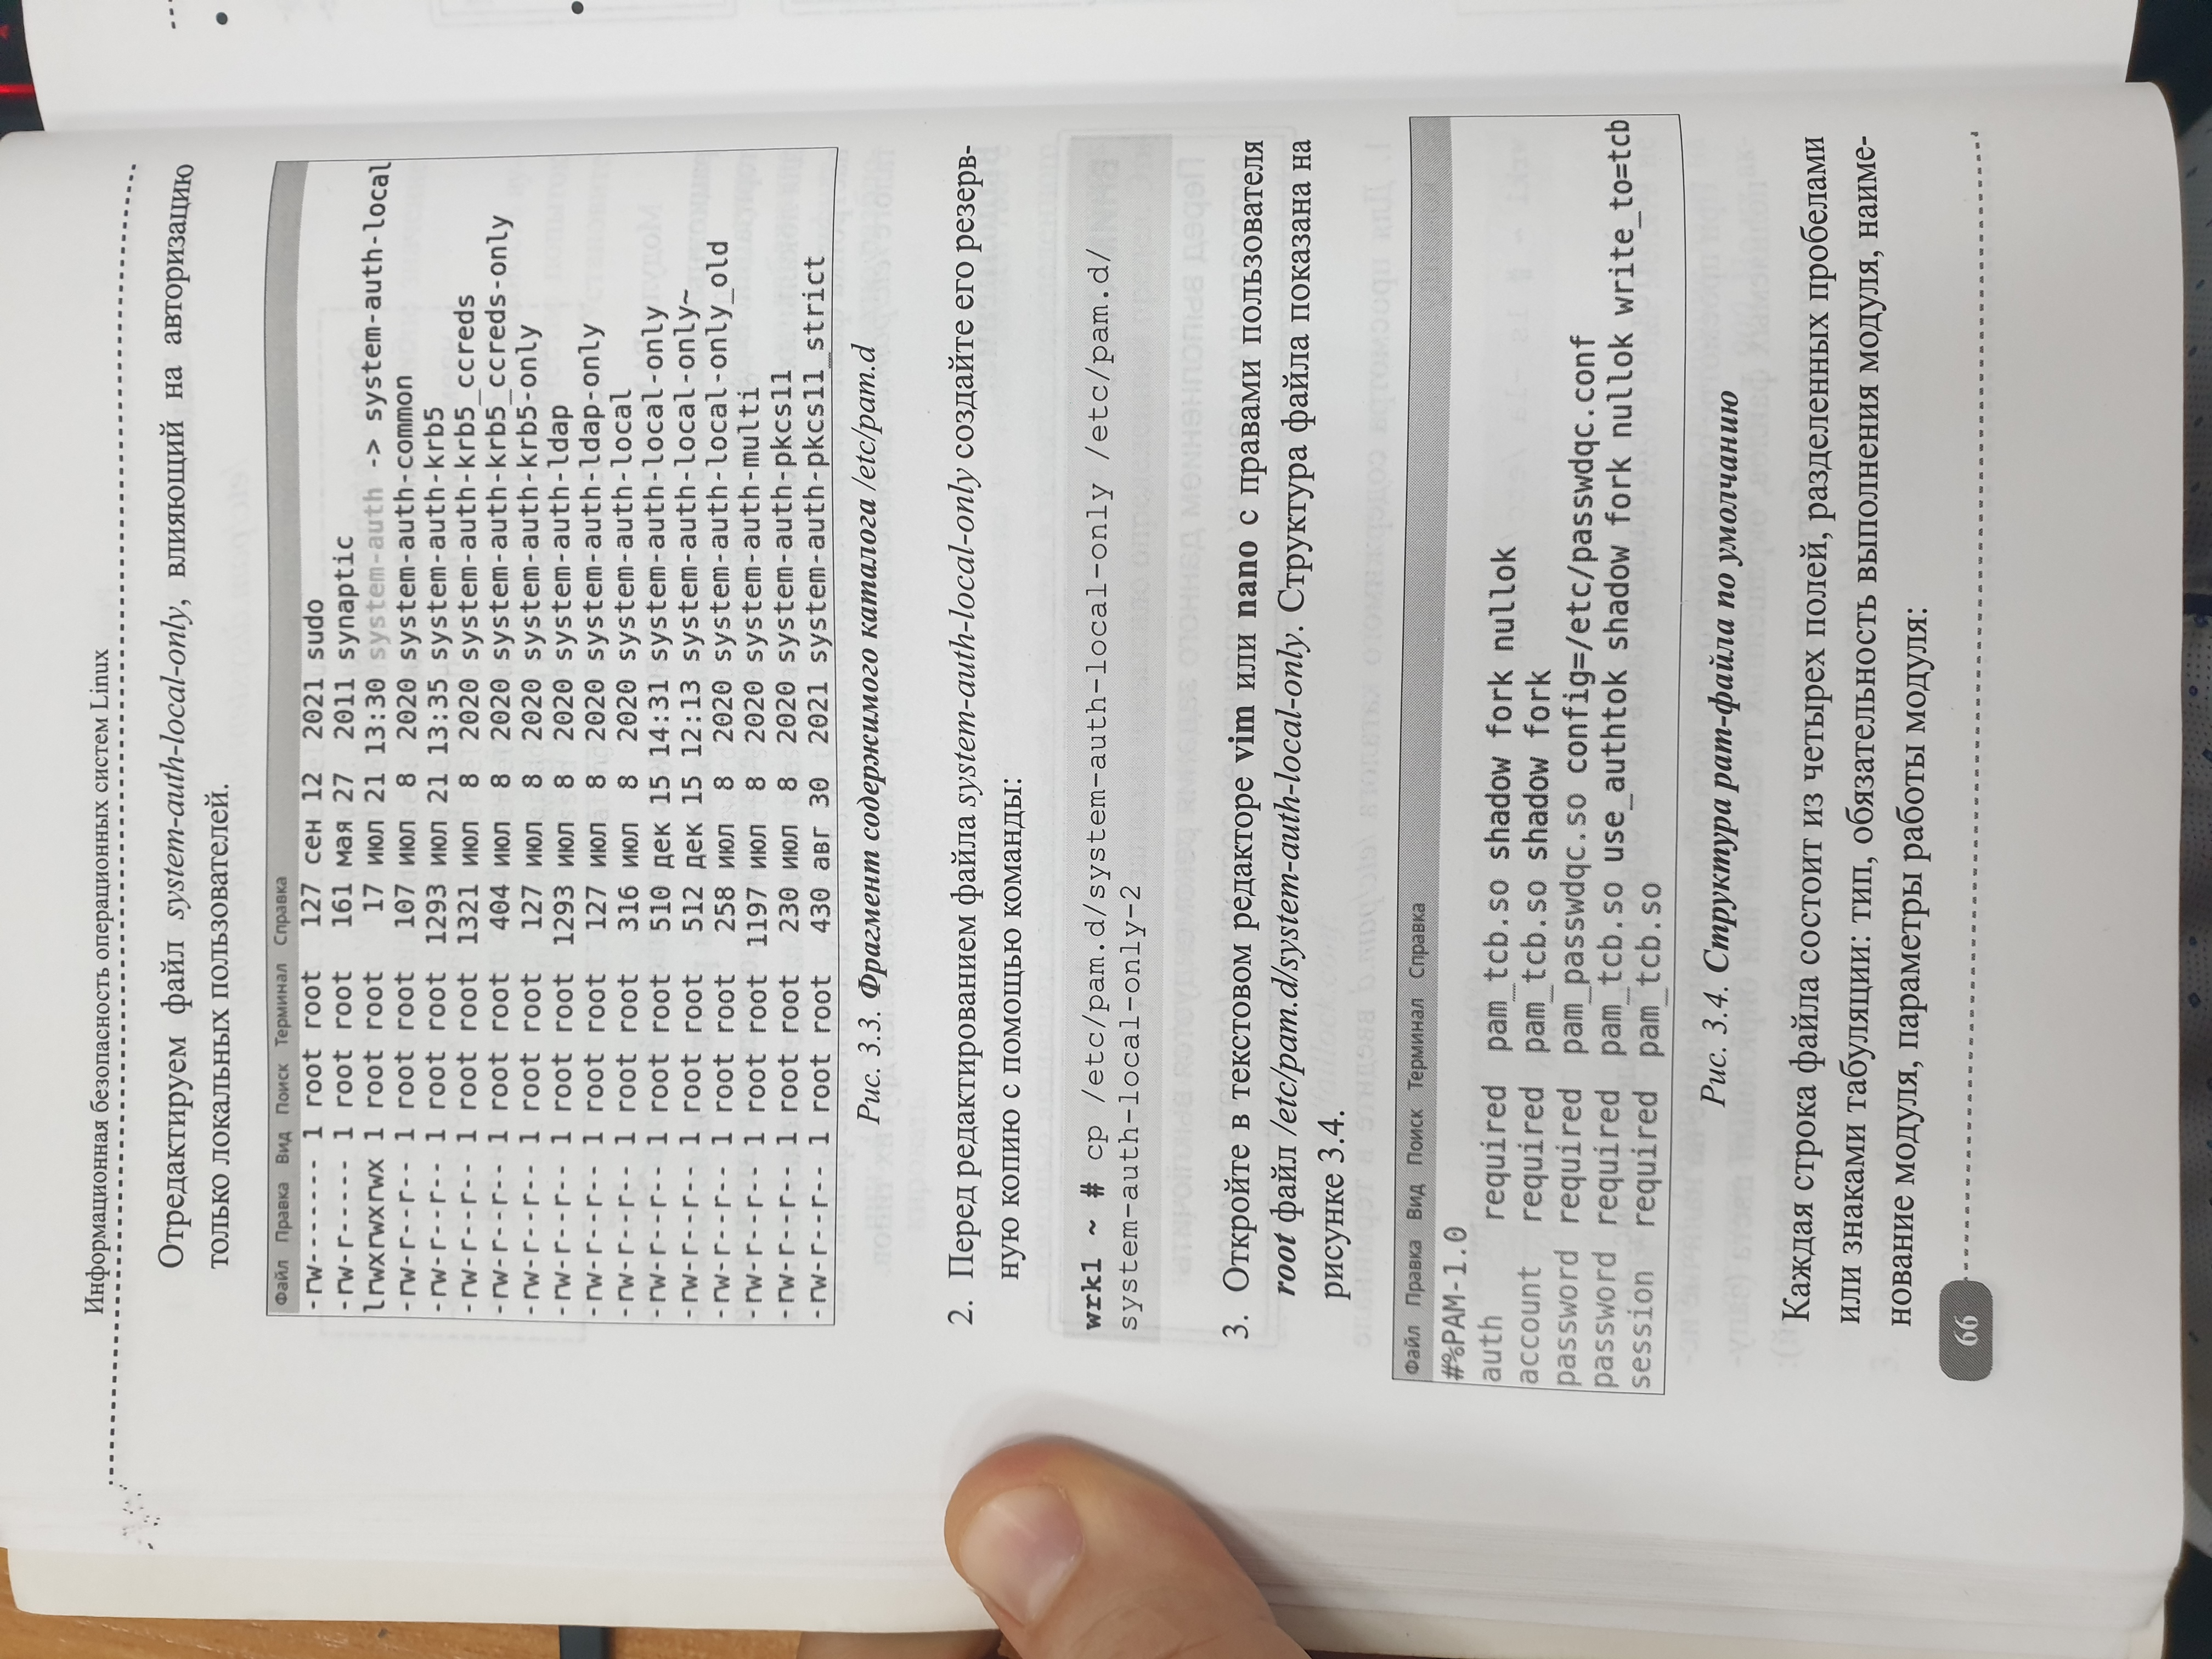 Информационная безопасность операционных систем Linux
Отредактируем файл system-auth-local-only, влияющий на авторизацию
только локальных пользователей.
Файл Правка Вид Поиск Терминал Справка
-rw------- 1 root root 127 сен 12 2021 sudo
-rw-r----- 1 root root 161 мая 27 2011 synaptic
lrwxrwxrwx 1 root root 17 июл 21 13:30 system-auth -> system-auth-local
-rw-r--r-- 1 root root 107 июл 8 2020 system-auth-common
-rw-r--r-- 1 root root 1293 июл 21 13:35 system-auth-krb5
-rw-r--r-- 1 root root 1321 июл 8 2020 system-auth-krb5_ccreds
-rw-r--r-- 1 root root 404 июл 8 2020 system-auth-krb5_ccreds-only
-rw-r--r-- 1 root root 127 июл 8 2020 system-auth-krb5-only
-rw-r--r-- 1 root root 1293 июл 8 2020 system-auth-ldap
-rw-r--r-- 1 root root 127 июл 8 2020 system-auth-ldap-only
-rw-r--r-- 1 root root 316 июл 8 2020 system-auth-local
-rw-r--r-- 1 root root 510 дек 15 14:31 system-auth-local-only
-rw-r--r-- 1 root root 512 дек 15 12:13 system-auth-local-only~
-rw-r--r-- 1 root root 258 июл 8 2020 system-auth-local-only_old
-rw-r--r-- 1 root root 1197 июл 8 2020 system-auth-multi
-rw-r--r-- 1 root root 230 июл 8 2020 system-auth-pkcs11
-rw-r--r-- 1 root root 430 авг 30 2021 system-auth-pkcs11_strict
Рис. 3.3. Фрагмент содержимого каталога /etc/pam.d
2. Перед редактированием файла system-auth-local-only создайте его резерв-
ную копию с помощью команды:
wrk1 ~ # cp /etc/pam.d/system-auth-local-only /etc/pam.d/
system-auth-local-only-2
3. Откройте в текстовом редакторе vim или nano с правами пользователя
root файл /etc/pam.d/system-auth-local-only. Структура файла показана на
рисунке 3.4.
Файл Правка Вид Поиск Терминал Справка
#%PAM-1.0
auth required pam_tcb.so shadow fork nullok
account required pam_tcb.so shadow fork
password required pam_passwdqc.so config=/etc/passwdqc.conf
password required pam_tcb.so use_authtok shadow fork nullok write_to=tcb
session required pam_tcb.so
Рис. 3.4. Структура pam-файла по умолчанию
Каждая строка файла состоит из четырех полей, разделенных пробелами
или знаками табуляции: тип, обязательность выполнения модуля, наиме-
нование модуля, параметры работы модуля:
66